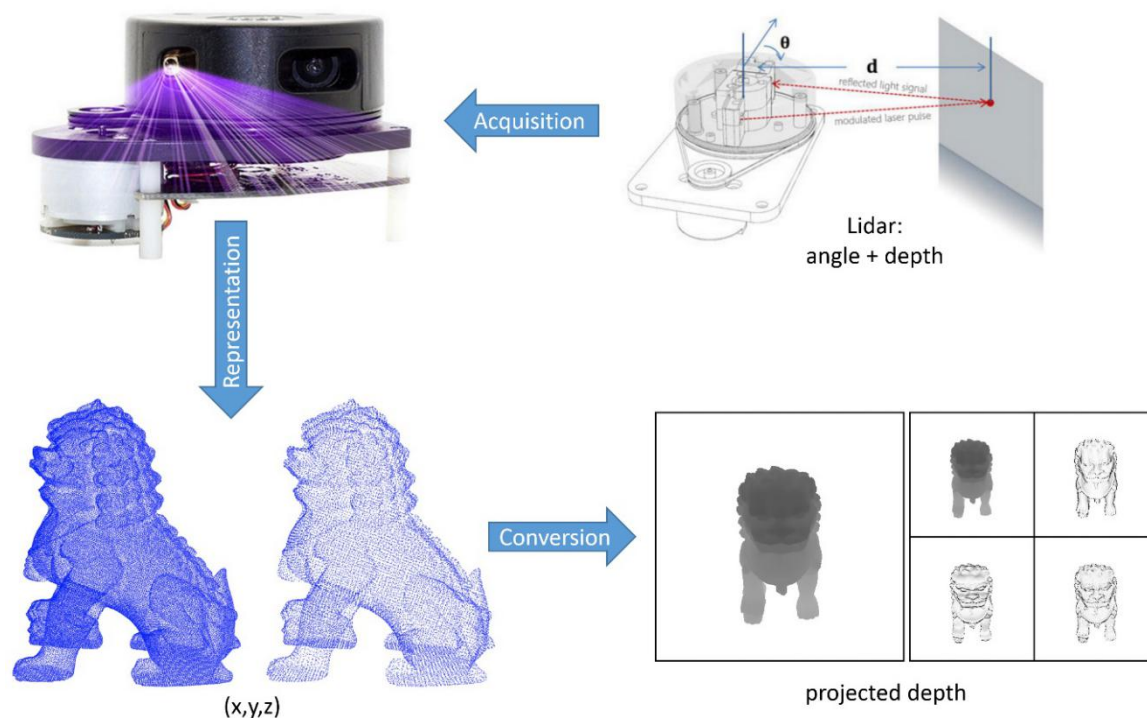 θ
d
reflected light signal
modulated laser pulse
Acquisition
Lidar:
angle + depth
Representation
Conversion
(x,y,z)
projected depth